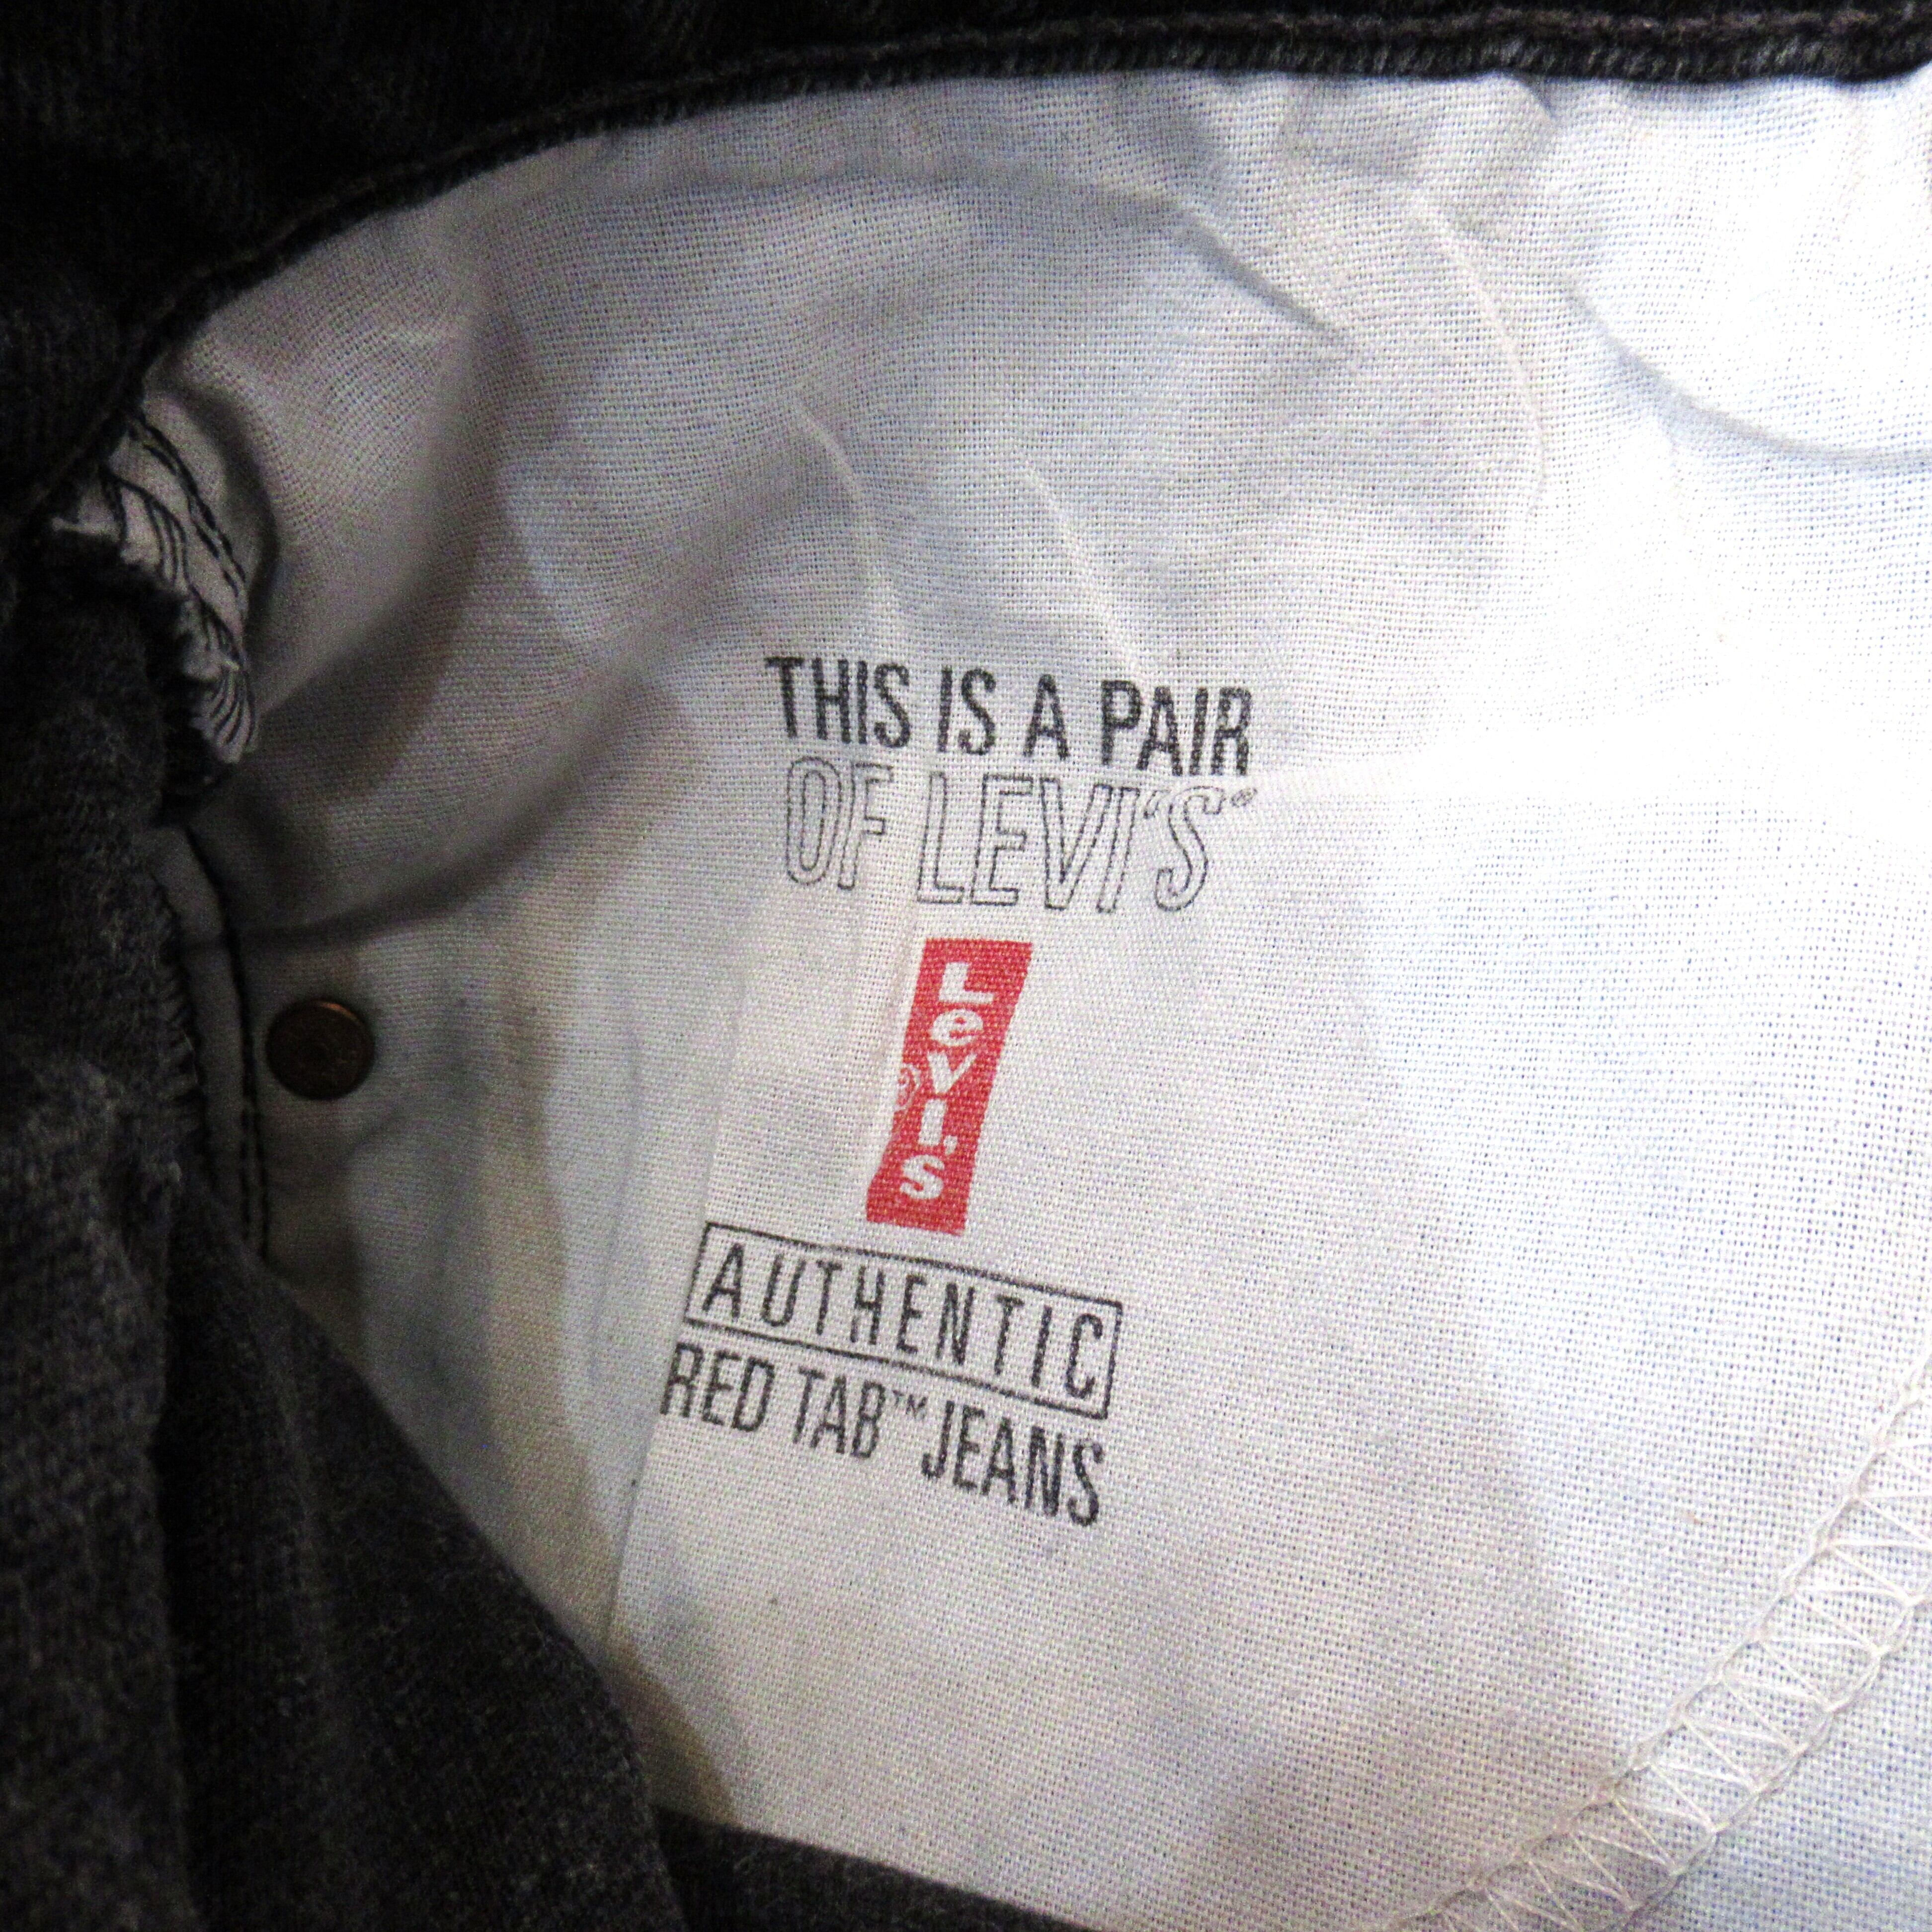 THIS IS A PAIR
OF LEVI'S®
Levi's
®
AUTHENTIC
RED TAB™ JEANS